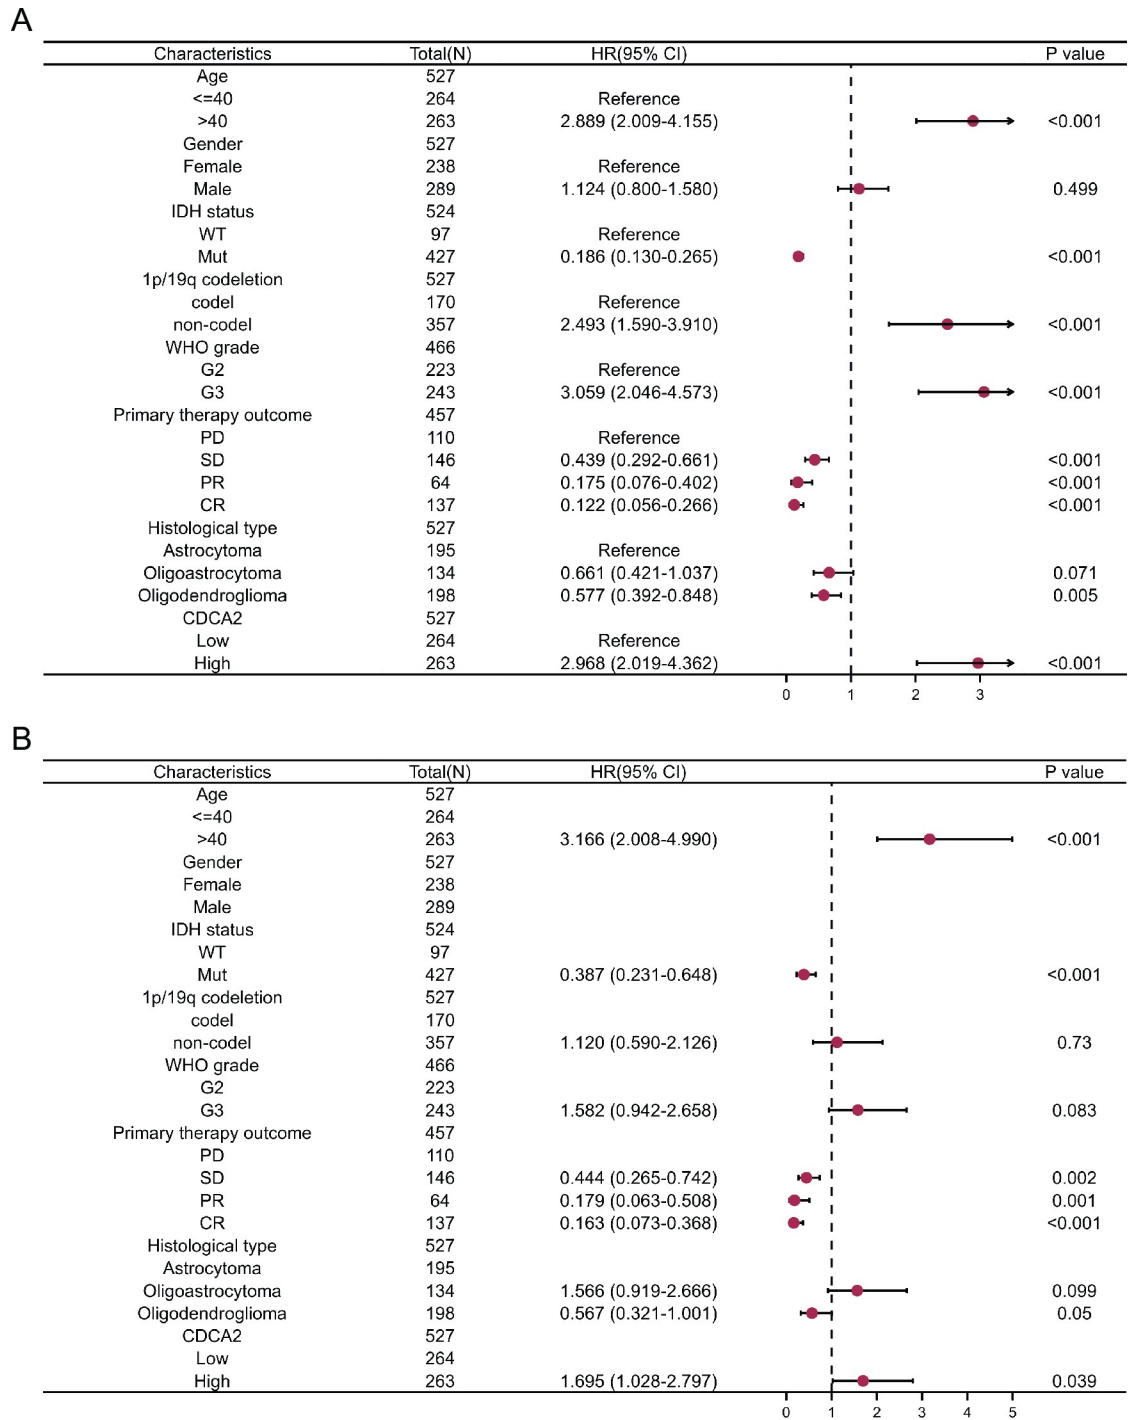 A
Characteristics Total(N) HR(95% CI) P value
Age 527
<=40 264 Reference
>40 263 2.889 (2.009-4.155) <0.001
Gender 527
Female 238 Reference
Male 289 1.124 (0.800-1.580) 0.499
IDH status 524
WT 97 Reference
Mut 427 0.186 (0.130-0.265) <0.001
1p/19q codeletion 527
codel 170 Reference
non-codel 357 2.493 (1.590-3.910) <0.001
WHO grade 466
G2 223 Reference
G3 243 3.059 (2.046-4.573) <0.001
Primary therapy outcome 457
PD 110 Reference
SD 146 0.439 (0.292-0.661) <0.001
PR 64 0.175 (0.076-0.402) <0.001
CR 137 0.122 (0.056-0.266) <0.001
Histological type 527
Astrocytoma 195 Reference
Oligoastrocytoma 134 0.661 (0.421-1.037) 0.071
Oligodendroglioma 198 0.577 (0.392-0.848) 0.005
CDCA2 527
Low 264 Reference
High 263 2.968 (2.019-4.362) <0.001
0 1 2 3
B
Characteristics Total(N) HR(95% CI) P value
Age 527
<=40 264
>40 263 3.166 (2.008-4.990) <0.001
Gender 527
Female 238
Male 289
IDH status 524
WT 97
Mut 427 0.387 (0.231-0.648) <0.001
1p/19q codeletion 527
codel 170
non-codel 357 1.120 (0.590-2.126) 0.73
WHO grade 466
G2 223
G3 243 1.582 (0.942-2.658) 0.083
Primary therapy outcome 457
PD 110
SD 146 0.444 (0.265-0.742) 0.002
PR 64 0.179 (0.063-0.508) 0.001
CR 137 0.163 (0.073-0.368) <0.001
Histological type 527
Astrocytoma 195
Oligoastrocytoma 134 1.566 (0.919-2.666) 0.099
Oligodendroglioma 198 0.567 (0.321-1.001) 0.05
CDCA2 527
Low 264
High 263 1.695 (1.028-2.797) 0.039
0 1 2 3 4 5